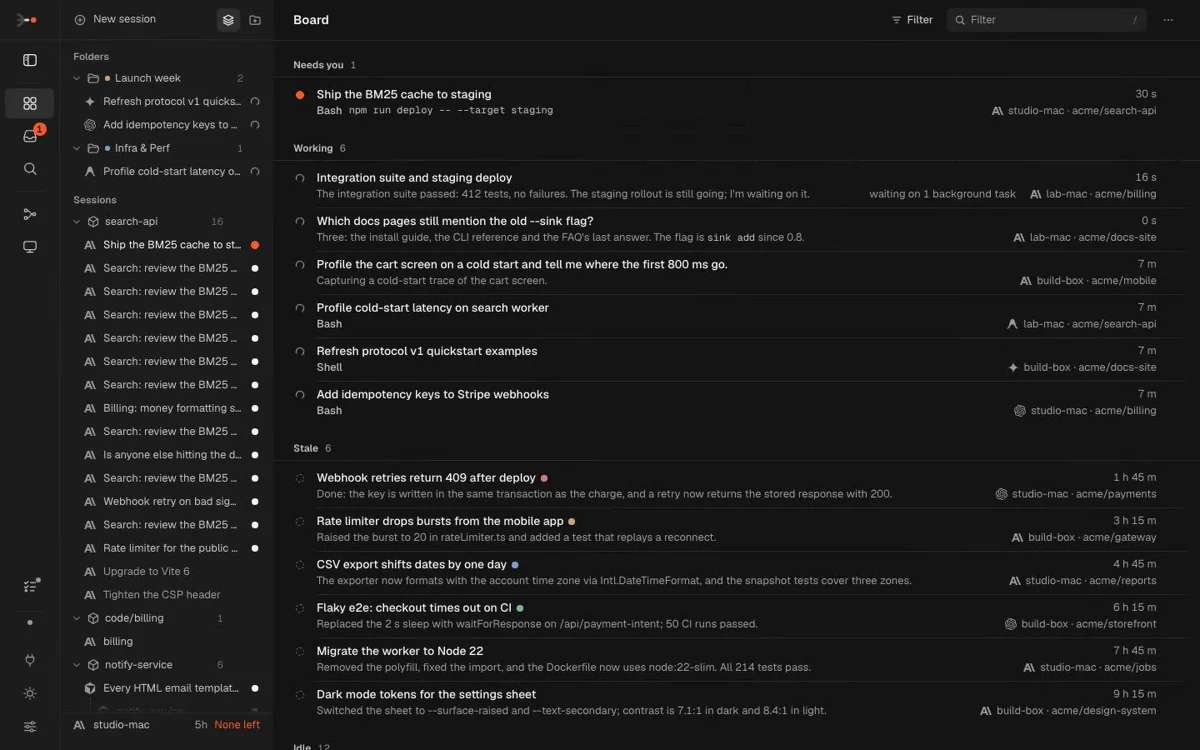 New session
Board
Filter
Filter
/
Folders
Launch week 2
Refresh protocol v1 quicks...
Add idempotency keys to ...
Infra & Perf 1
Profile cold-start latency o...
Sessions
search-api 16
Ship the BM25 cache to st...
Search: review the BM25 ...
Search: review the BM25 ...
Search: review the BM25 ...
Search: review the BM25 ...
Search: review the BM25 ...
Search: review the BM25 ...
Billing: money formatting s...
Search: review the BM25 ...
Is anyone else hitting the d...
Search: review the BM25 ...
Webhook retry on bad sig...
Search: review the BM25 ...
Rate limiter for the public ...
Upgrade to Vite 6
Tighten the CSP header
code/billing 1
billing
notify-service 6
Every HTML email templat...
notify-service
studio-mac 5h None left
1
Needs you 1
Ship the BM25 cache to staging 30 s
Bash npm run deploy -- --target staging studio-mac · acme/search-api
Working 6
Integration suite and staging deploy 16 s
The integration suite passed: 412 tests, no failures. The staging rollout is still going; I'm waiting on it. waiting on 1 background task lab-mac · acme/billing
Which docs pages still mention the old --sink flag? 0 s
Three: the install guide, the CLI reference and the FAQ's last answer. The flag is sink add since 0.8. lab-mac · acme/docs-site
Profile the cart screen on a cold start and tell me where the first 800 ms go. 7 m
Capturing a cold-start trace of the cart screen. build-box · acme/mobile
Profile cold-start latency on search worker 7 m
Bash lab-mac · acme/search-api
Refresh protocol v1 quickstart examples 7 m
Shell build-box · acme/docs-site
Add idempotency keys to Stripe webhooks 7 m
Bash studio-mac · acme/billing
Stale 6
Webhook retries return 409 after deploy 1 h 45 m
Done: the key is written in the same transaction as the charge, and a retry now returns the stored response with 200. studio-mac · acme/payments
Rate limiter drops bursts from the mobile app 3 h 15 m
Raised the burst to 20 in rateLimiter.ts and added a test that replays a reconnect. build-box · acme/gateway
CSV export shifts dates by one day 4 h 45 m
The exporter now formats with the account time zone via Intl.DateTimeFormat, and the snapshot tests cover three zones. studio-mac · acme/reports
Flaky e2e: checkout times out on CI 6 h 15 m
Replaced the 2 s sleep with waitForResponse on /api/payment-intent; 50 CI runs passed. build-box · acme/storefront
Migrate the worker to Node 22 7 h 45 m
Removed the polyfill, fixed the import, and the Dockerfile now uses node:22-slim. All 214 tests pass. studio-mac · acme/jobs
Dark mode tokens for the settings sheet 9 h 15 m
Switched the sheet to --surface-raised and --text-secondary; contrast is 7.1:1 in dark and 8.4:1 in light. build-box · acme/design-system
Idle 12